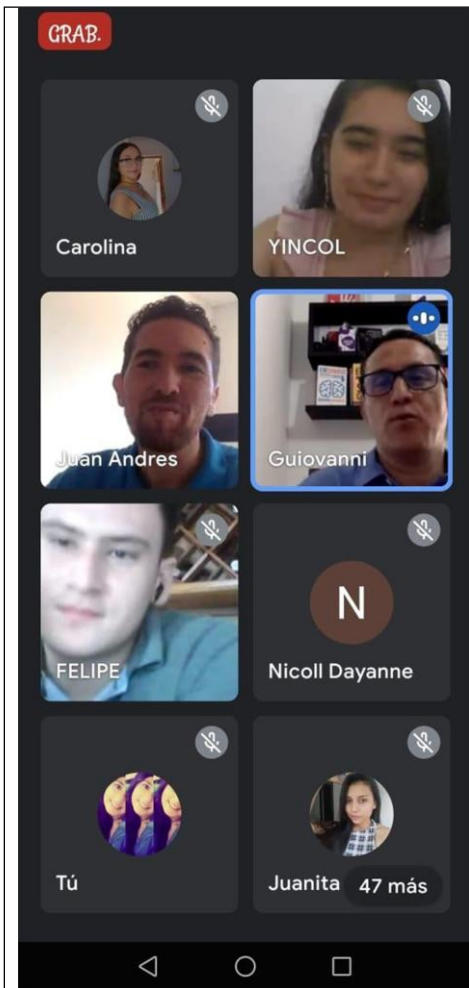 GRAB.
Carolina
YINCOL
Juan Andres
Guiovanni
FELIPE
N
Nicoll Dayanne
Tú
Juanita
47 más